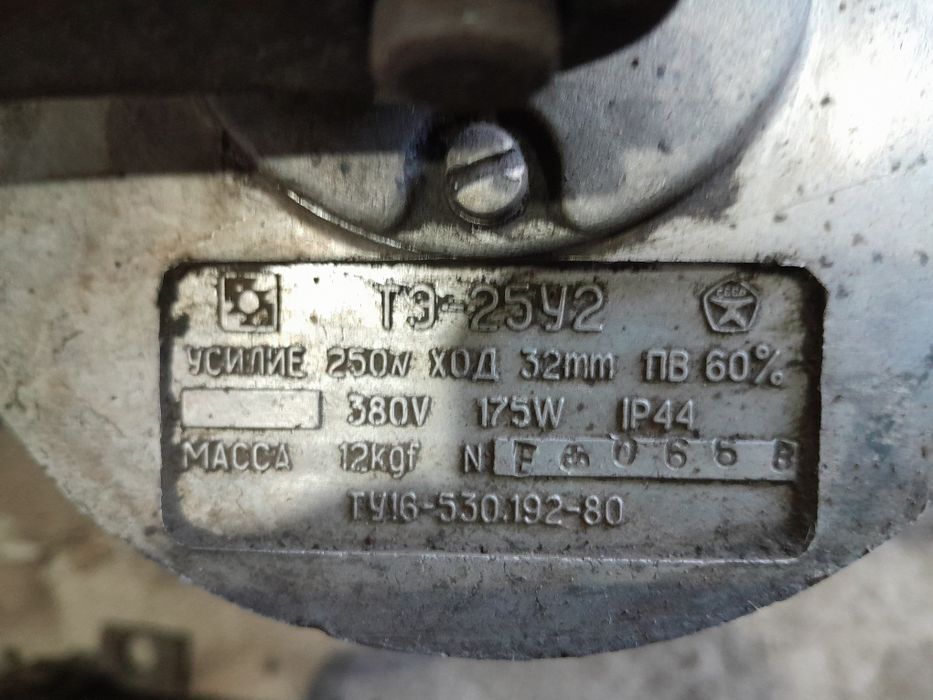 ТЭ-25У2
УСИЛИЕ 250N ХОД 32mm ПВ 60%
380V 175W IP44
МАССА 12kgf N
ТУ16-530.192-80